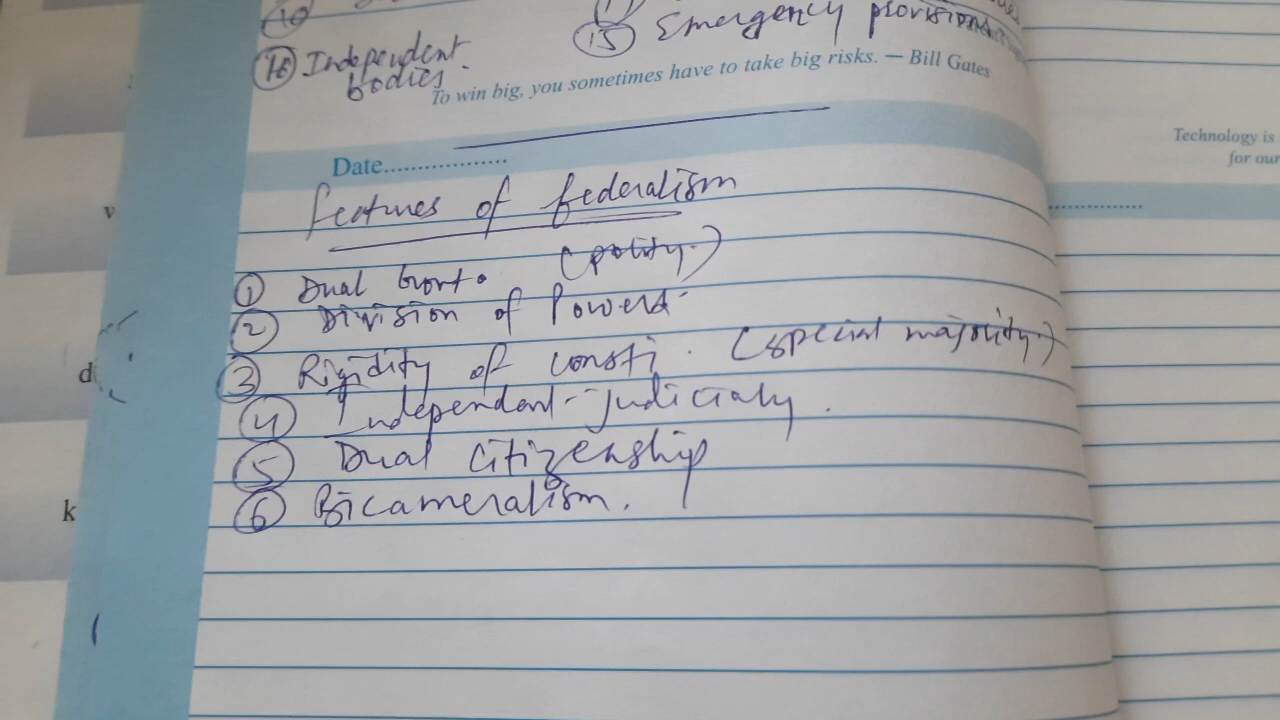 10
15 Emergency provisions
16 Independent
bodies.
To win big, you sometimes have to take big risks. — Bill Gates
Technology is
for our
Date..................
features of federalism
(polity.)
v
1 Dual Govt.
2 Division of Powers
3 Rigidity of consti. (special majority.)
d
4 Independent judiciary.
5 Dual citizenship
6 Bicameralism.
k